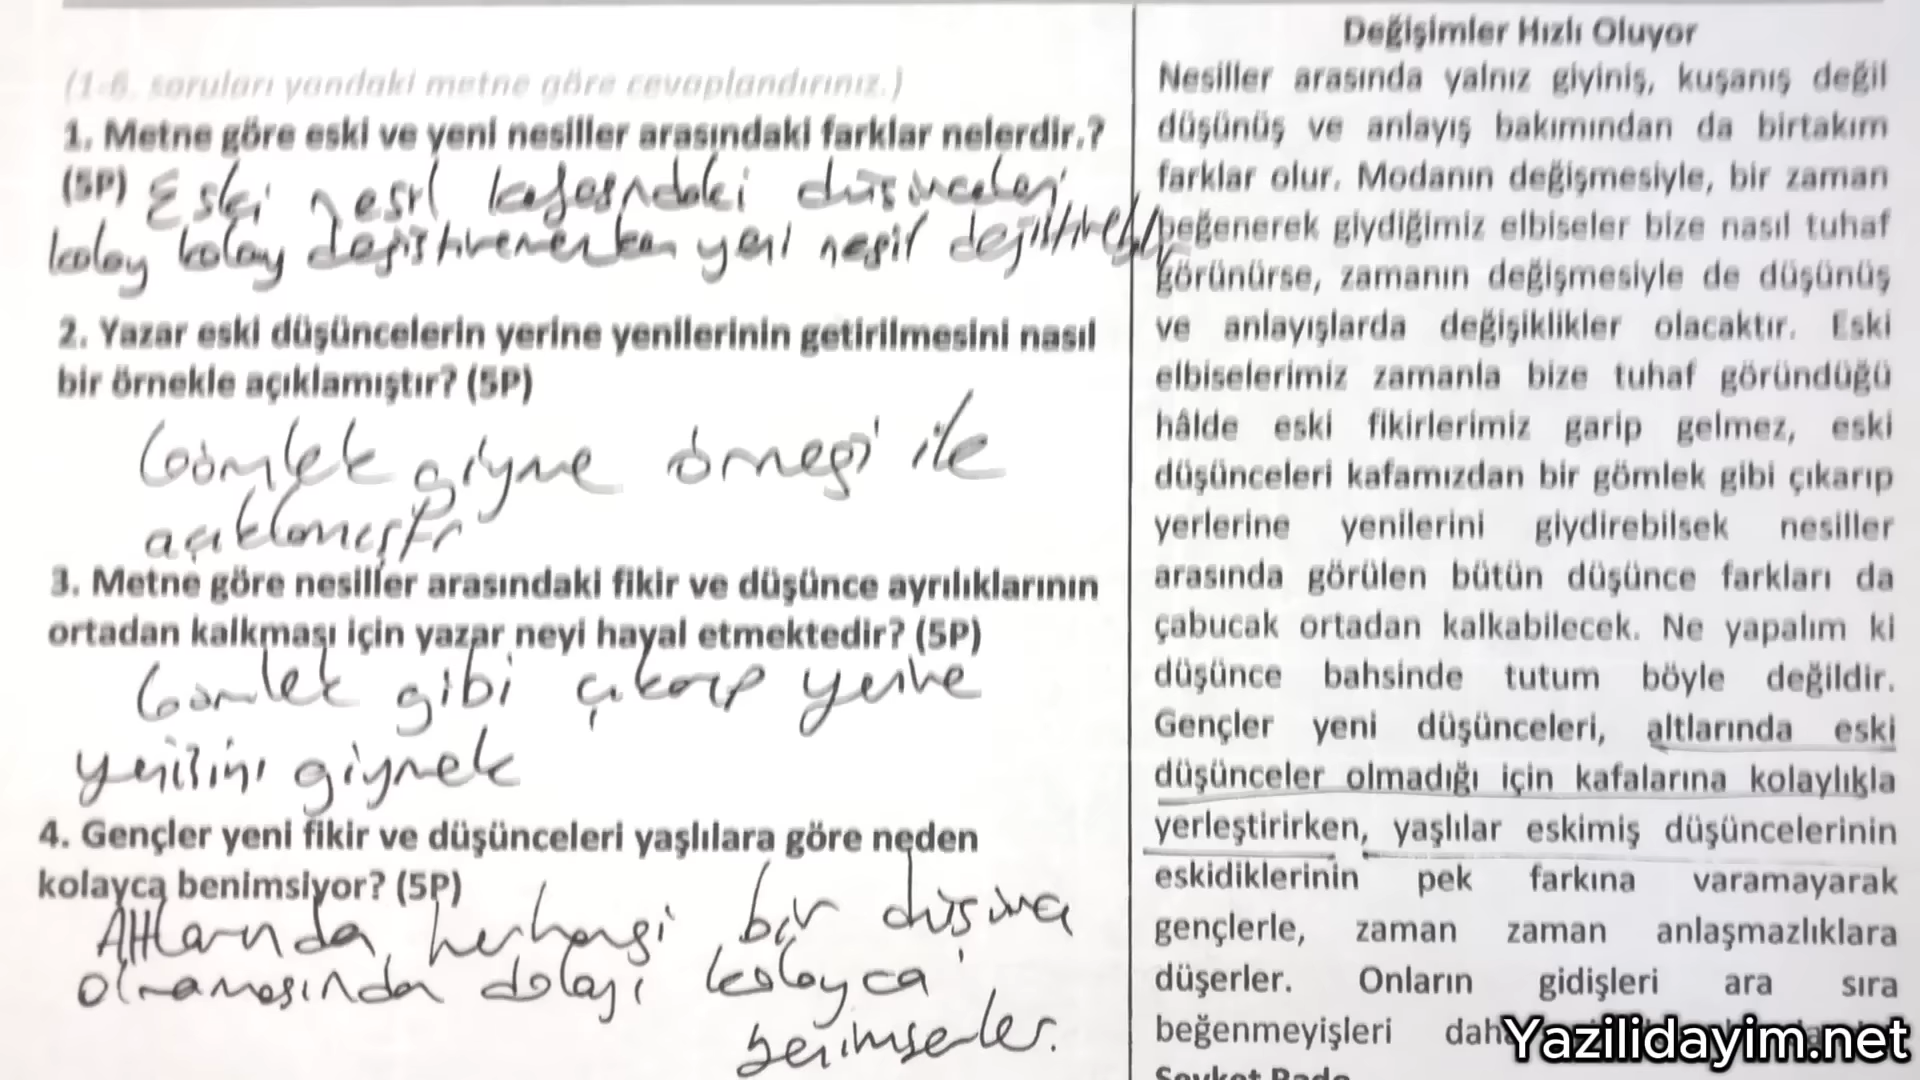 (1-6. soruları yandaki metne göre cevaplandırınız.)
1. Metne göre eski ve yeni nesiller arasındaki farklar nelerdir.?
(5P) Eski nesil kafasındaki düşünceleri
kolay kolay değiştiremezken yeni nesil değiştirebilir
2. Yazar eski düşüncelerin yerine yenilerinin getirilmesini nasıl
bir örnekle açıklamıştır? (5P)
Gömlek giyme örneği ile
açıklamıştır
3. Metne göre nesiller arasındaki fikir ve düşünce ayrılıklarının
ortadan kalkması için yazar neyi hayal etmektedir? (5P)
Gömlek gibi çıkarıp yerine
yenisini giymek
4. Gençler yeni fikir ve düşünceleri yaşlılara göre neden
kolayca benimsiyor? (5P)
Altlarında herhangi bir düşünce
olmamasından dolayı kolayca
benimserler.
Değişimler Hızlı Oluyor
Nesiller arasında yalnız giyiniş, kuşanış değil
düşünüş ve anlayış bakımından da birtakım
farklar olur. Modanın değişmesiyle, bir zaman
beğenerek giydiğimiz elbiseler bize nasıl tuhaf
görünürse, zamanın değişmesiyle de düşünüş
ve anlayışlarda değişiklikler olacaktır. Eski
elbiselerimiz zamanla bize tuhaf göründüğü
hâlde eski fikirlerimiz garip gelmez, eski
düşünceleri kafamızdan bir gömlek gibi çıkarıp
yerlerine yenilerini giydirebilsek nesiller
arasında görülen bütün düşünce farkları da
çabucak ortadan kalkabilecek. Ne yapalım ki
düşünce bahsinde tutum böyle değildir.
Gençler yeni düşünceleri, altlarında eski
düşünceler olmadığı için kafalarına kolaylıkla
yerleştirirken, yaşlılar eskimiş düşüncelerinin
eskidiklerinin pek farkına varamayarak
gençlerle, zaman zaman anlaşmazlıklara
düşerler. Onların gidişleri ara sıra
beğenmeyişleri
Yazilidayim.net
Şevket Rado